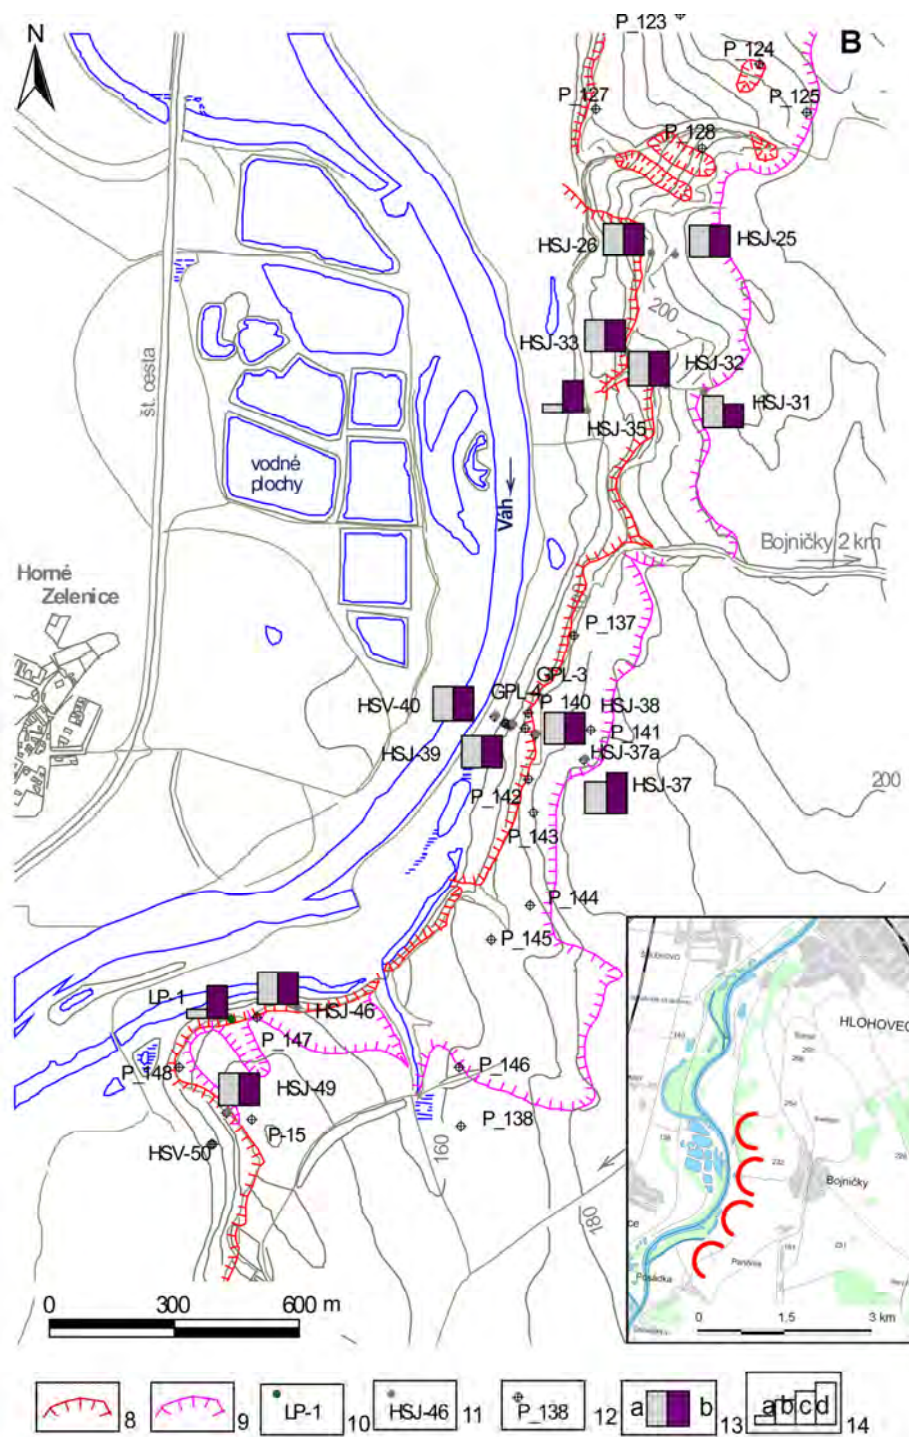 N
B
P_123
P_124
P_127
P_125
P_128
HSJ-26
HSJ-25
200
HSJ-33
HSJ-32
HSJ-31
HSJ-35
št. cesta
vodné
plochy
Váh
Bojničky 2 km
Horné
Zelenice
P_137
GPL-3
GPL-4
HSV-40
P_140
HSJ-38
P_141
HSJ-39
HSJ-37a
HSJ-37
P_142
200
P_143
P_144
P_145
LP-1
HSJ-46
P_147
P_146
P_148
HSJ-49
P-15
P_138
HSV-50
160
180
0 300 600 m
HLOHOVEC
Bojničky
Posádka
0 1,5 3 km
8
9
LP-1 10
HSJ-46 11
P_138 12
a b 13
a b c d 14